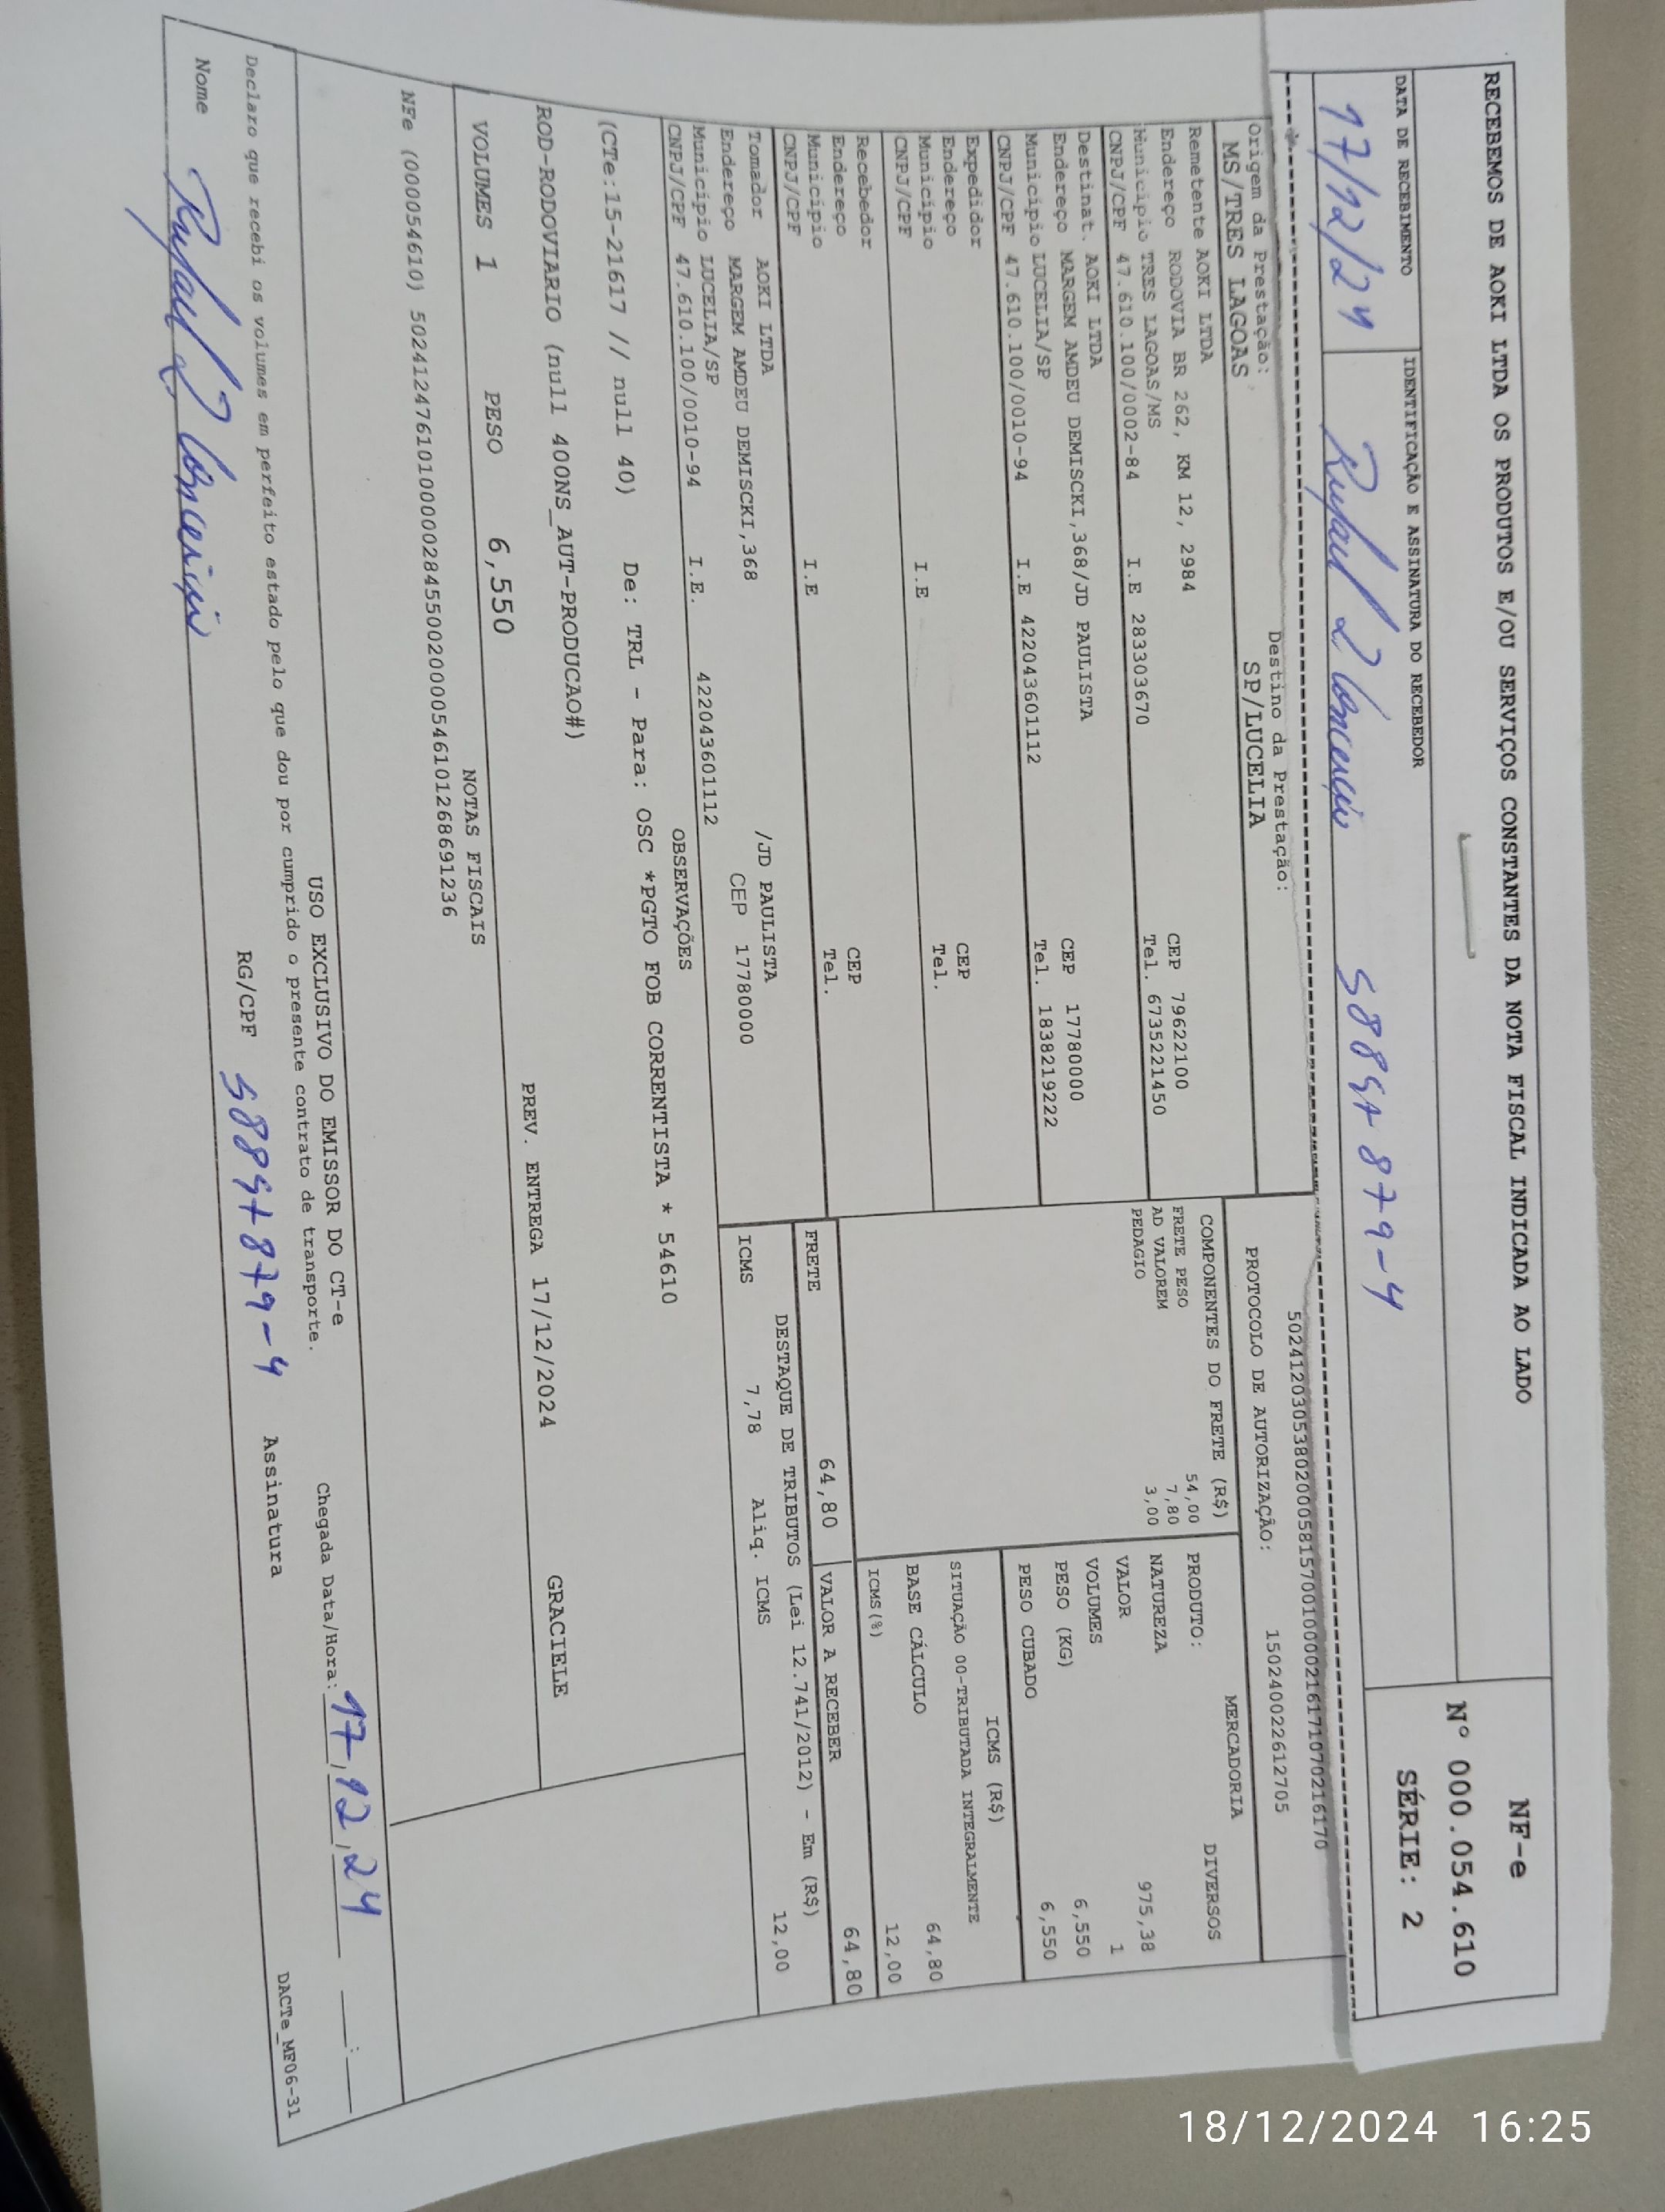 RECEBEMOS DE AOKI LTDA OS PRODUTOS E/OU SERVIÇOS CONSTANTES DA NOTA FISCAL INDICADA AO LADO
NF-e
Nº 000.054.610
SÉRIE: 2
DATA DE RECEBIMENTO
17/12/24
IDENTIFICAÇÃO E ASSINATURA DO RECEBEDOR
Origem da Prestação:
MS/TRES LAGOAS
Destino da Prestação:
SP/LUCELIA
Remetente AOKI LTDA
Endereço RODOVIA BR 262, KM 12, 2984 CEP 79622100
Município TRES LAGOAS/MS Tel. 6735221450
CNPJ/CPF 47.610.100/0002-84 I.E 283303670
Destinat. AOKI LTDA
Endereço MARGEM AMDEU DEMISCKI,368/JD PAULISTA CEP 17780000
Município LUCELIA/SP Tel. 1838219222
CNPJ/CPF 47.610.100/0010-94 I.E 422043601112
Expedidor
Endereço CEP
Município Tel.
CNPJ/CPF I.E
Recebedor
Endereço CEP
Município Tel.
CNPJ/CPF I.E
Tomador AOKI LTDA
Endereço MARGEM AMDEU DEMISCKI,368 /JD PAULISTA
Município LUCELIA/SP CEP 17780000
CNPJ/CPF 47.610.100/0010-94 I.E. 422043601112
PROTOCOLO DE AUTORIZAÇÃO: 150240022612705
COMPONENTES DO FRETE (R$)
FRETE PESO 54,00
AD VALOREM 7,80
PEDAGIO 3,00
MERCADORIA
PRODUTO: DIVERSOS
NATUREZA
VALOR 975,38
VOLUMES 1
PESO (KG) 6,550
PESO CUBADO 6,550
ICMS (R$)
SITUAÇÃO 00-TRIBUTADA INTEGRALMENTE
BASE CÁLCULO 64,80
ICMS(%) 12,00
FRETE 64,80
VALOR A RECEBER 64,80
DESTAQUE DE TRIBUTOS (Lei 12.741/2012) - Em (R$)
ICMS 7,78 Aliq. ICMS 12,00
OBSERVAÇÕES
(CTe:15-21617 // null 40) De: TRL - Para: OSC *PGTO FOB CORRENTISTA * 54610
ROD-RODOVIARIO (null 400NS_AUT-PRODUCAO#)
PREV. ENTREGA 17/12/2024 GRACIELE
VOLUMES 1 PESO 6,550
NOTAS FISCAIS
NFe (00054610) 50241247610100000284550020000546101268691236
USO EXCLUSIVO DO EMISSOR DO CT-e
Declaro que recebi os volumes em perfeito estado pelo que dou por cumprido o presente contrato de transporte.
Chegada Data/Hora: 17/12/24 __:__
Nome
RG/CPF
Assinatura
DACTe_MF06-31
18/12/2024 16:25